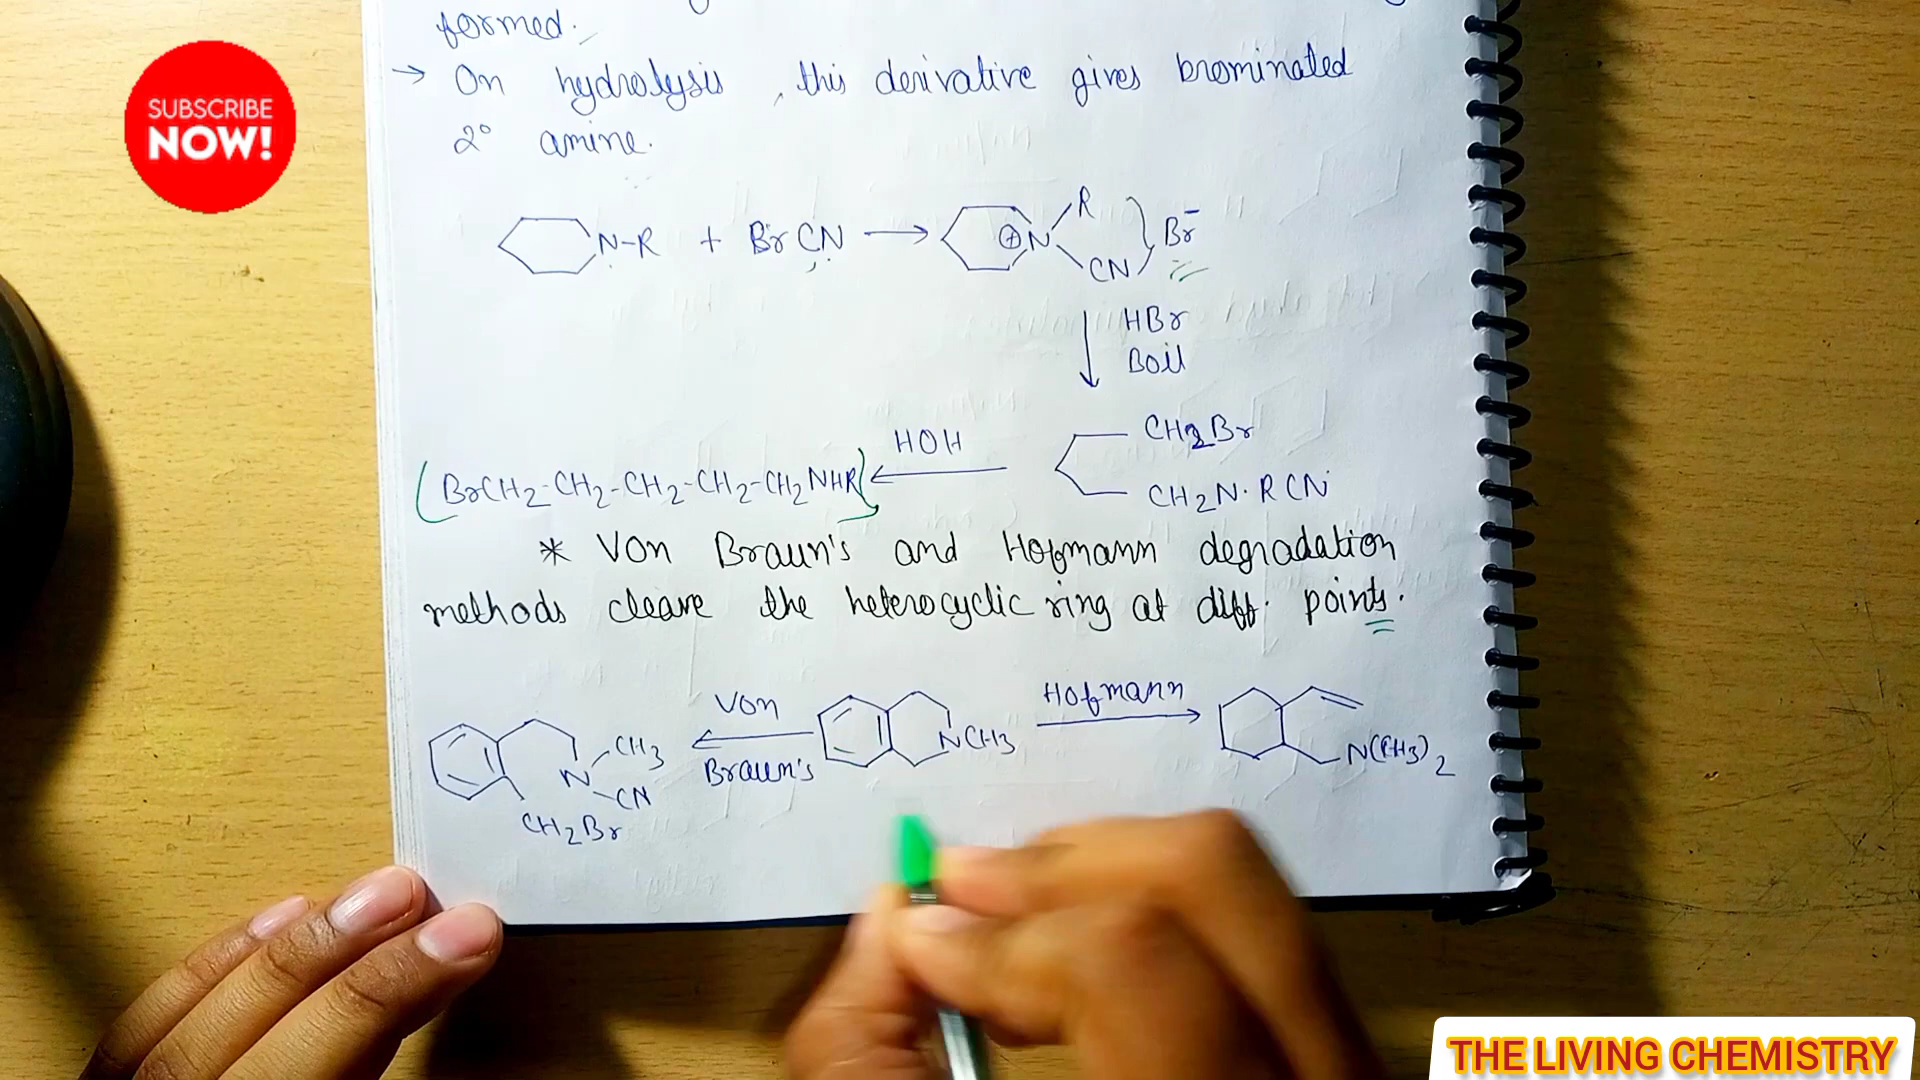 formed.
SUBSCRIBE
NOW!
→ On hydrolysis, this derivative gives brominated
2° amine.
N-R + BrCN → ⊕N R CN } Br⁻
HBr
Boil
CH2Br
HOH
(BrCH2-CH2-CH2-CH2-CH2NHR)
CH2N·RCN
* Von Braun's and Hofmann degradation
methods cleave the heterocyclic ring at diff. points.
Von
Braun's
Hofmann
N CH3
CN
CH2Br
NCH3
N(CH3)2
THE LIVING CHEMISTRY